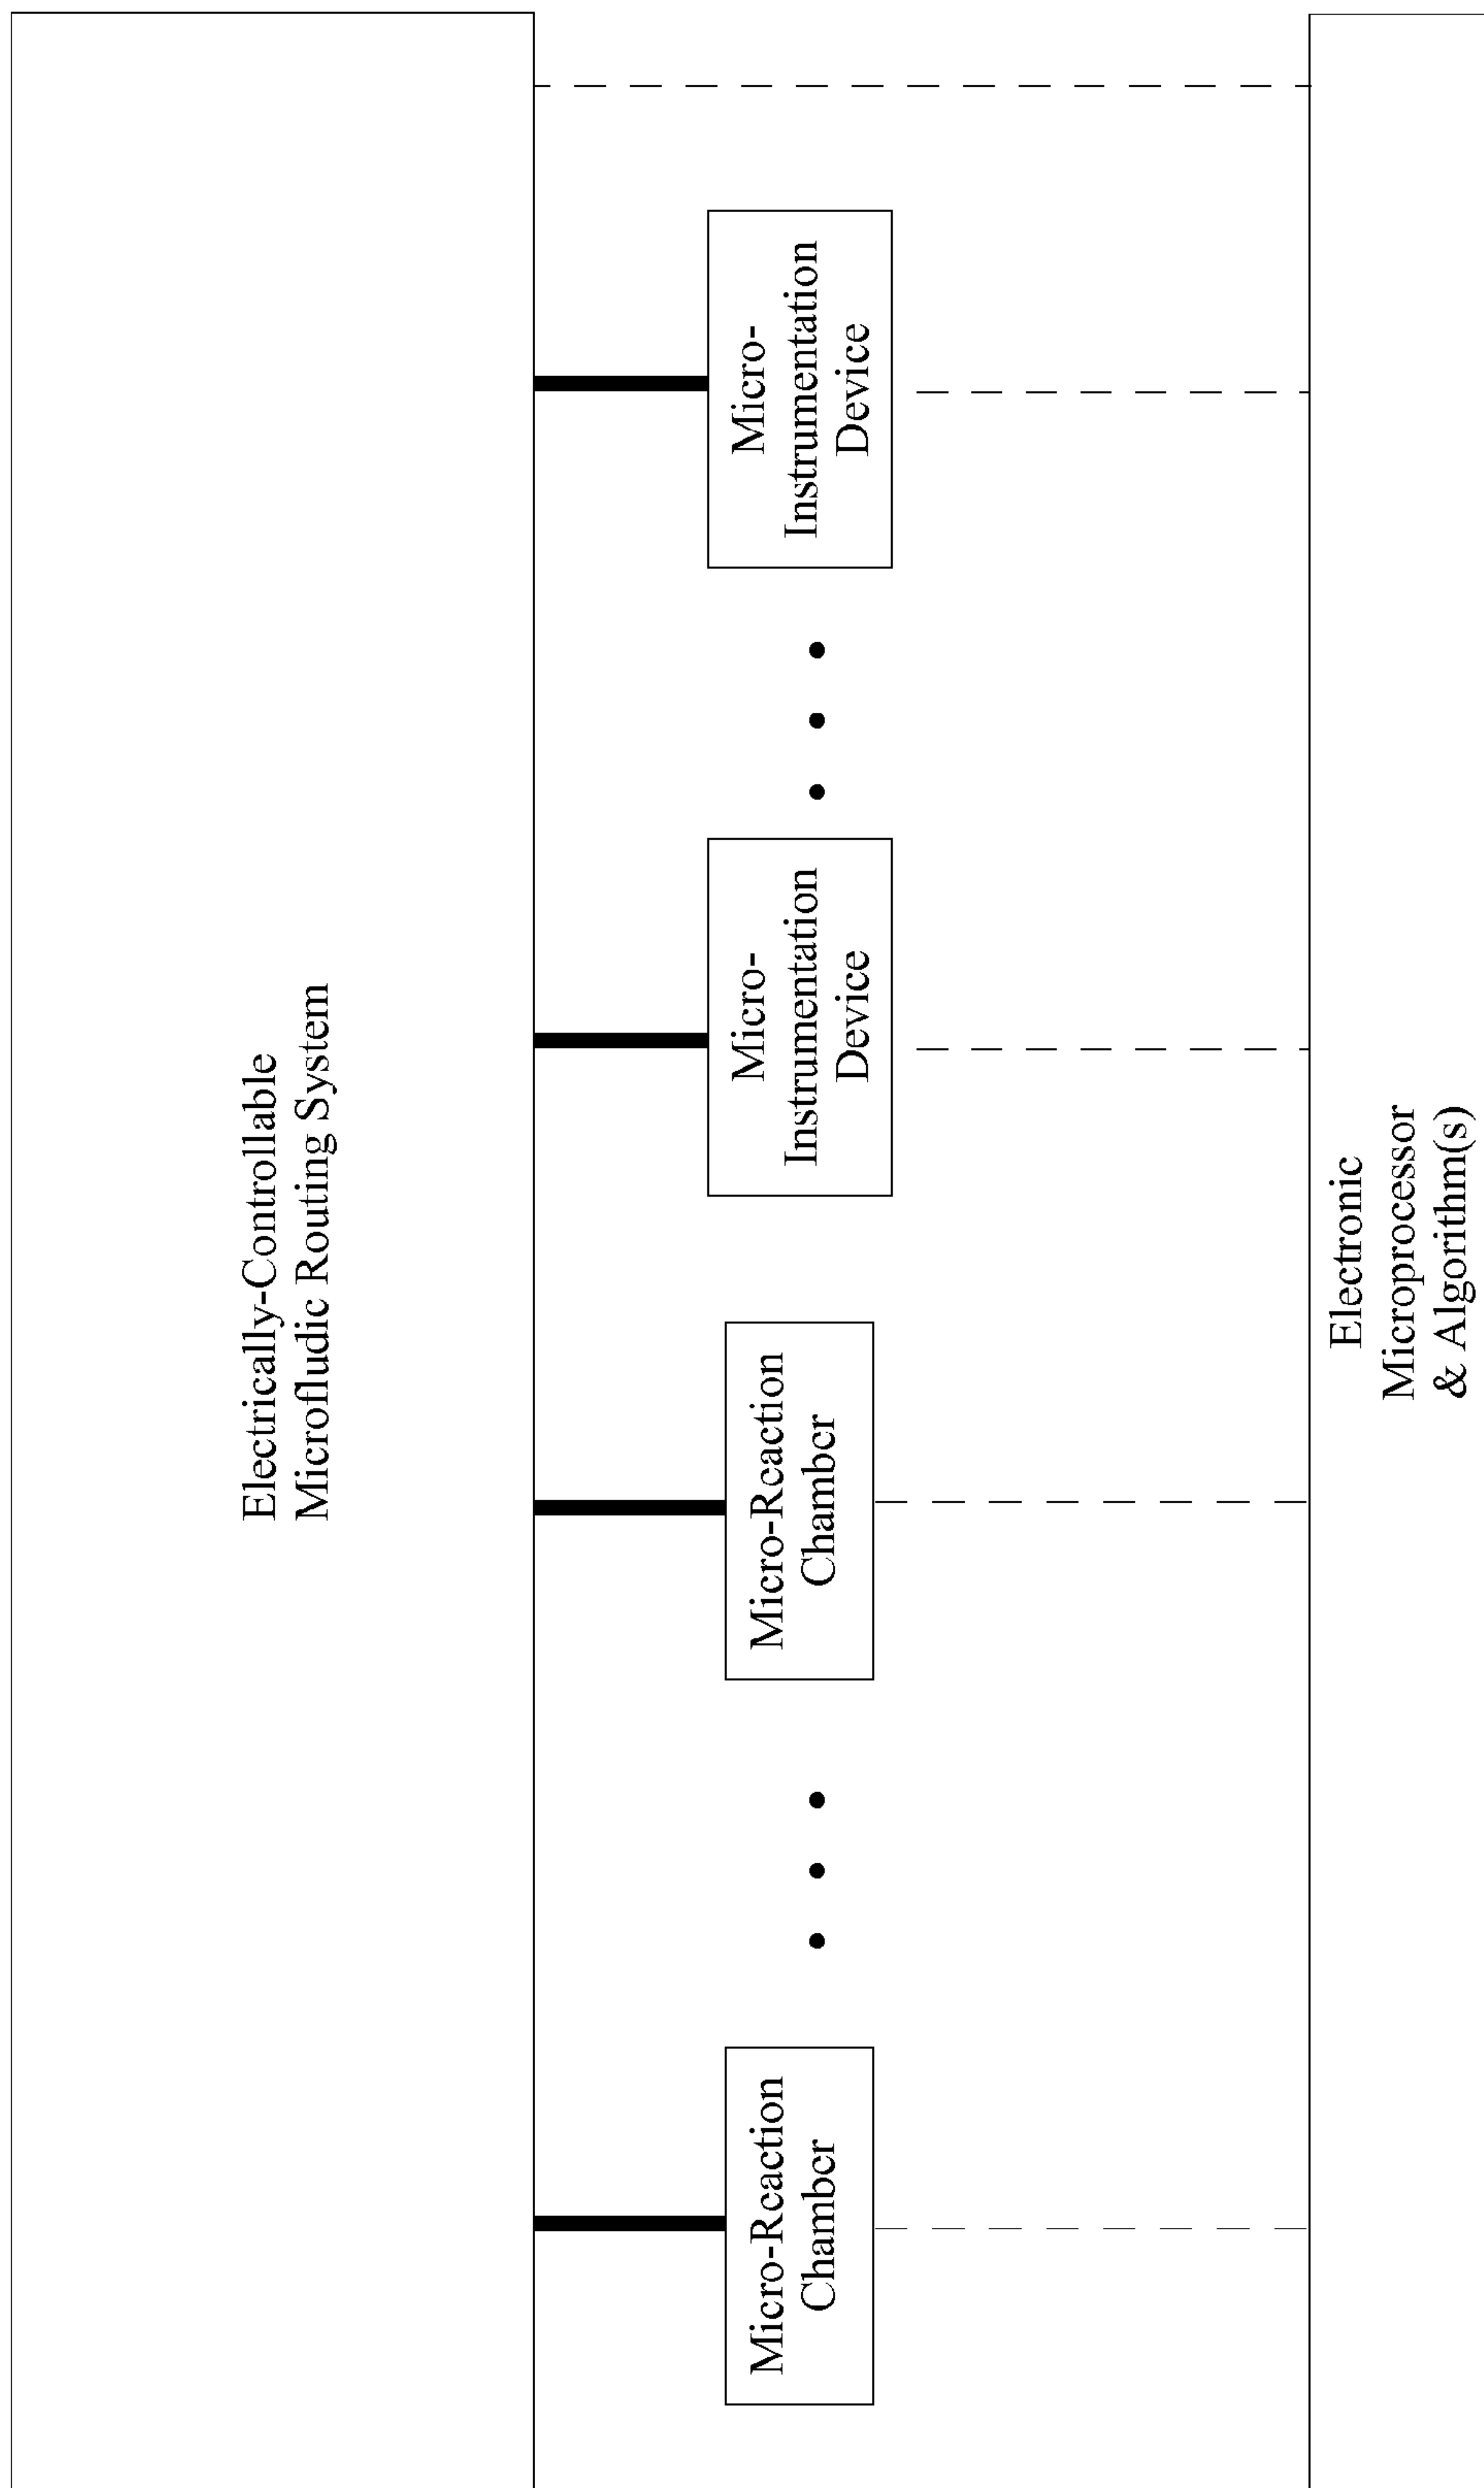 Electrically-Controllable
Microfludic Routing System
Micro-Reaction
Chamber
Micro-Reaction
Chamber
Micro-
Instrumentation
Device
Micro-
Instrumentation
Device
Electronic
Microprocessor
& Algorithm(s)